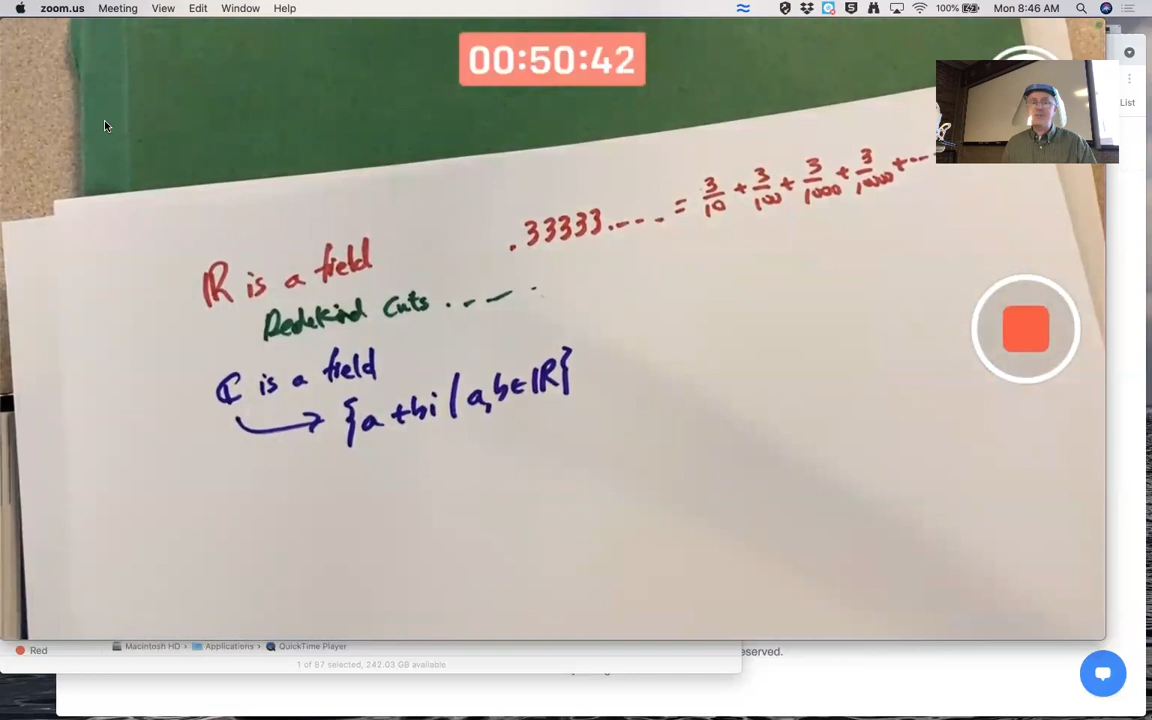 zoom.us Meeting View Edit Window Help 100% Mon 8:46 AM
00:50:42
List
.33333.... = 3/10 + 3/100 + 3/1000 + 3/10000 + ...
ℝ is a field
Dedekind cuts . - - -
ℂ is a field
→ {a+bi | a,b∈ℝ}
Red Macintosh HD › Applications › QuickTime Player
eserved.
1 of 87 selected, 242.03 GB available